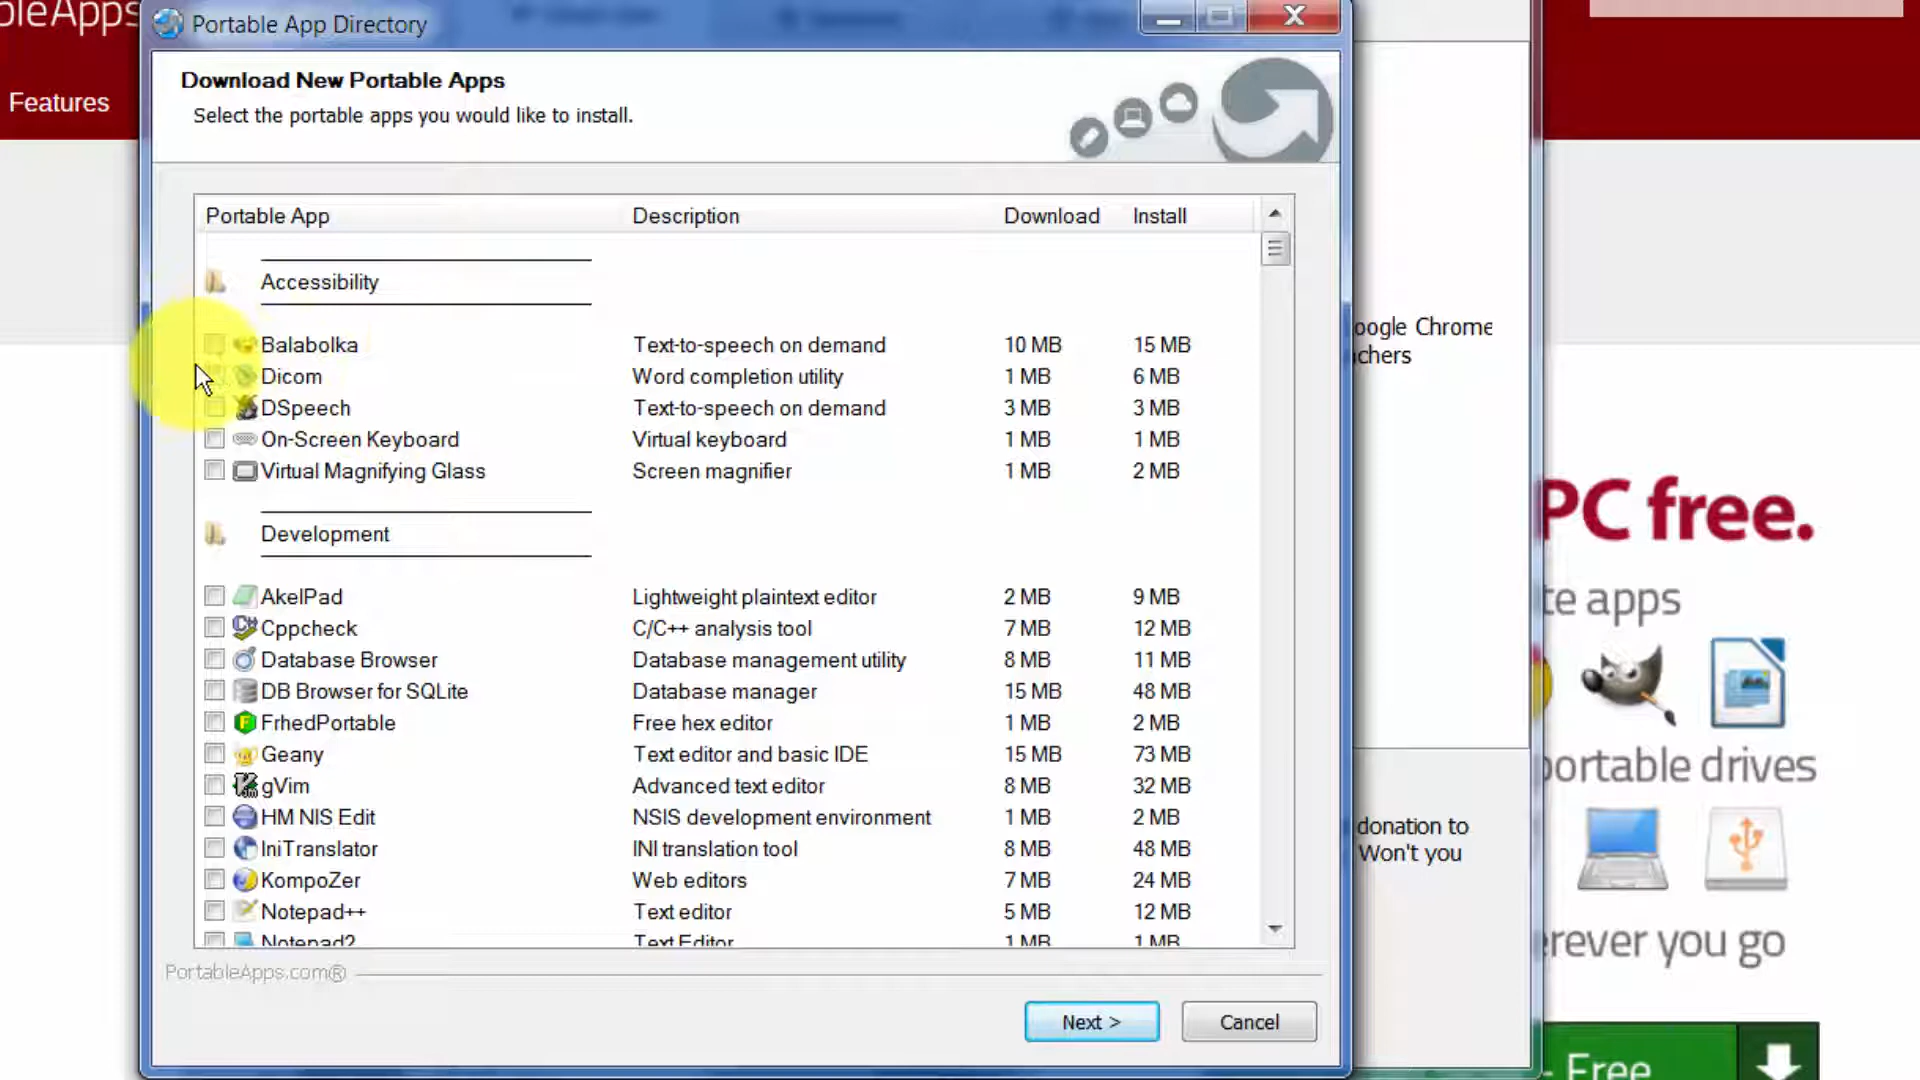 bleApps
Features
Portable App Directory
Download New Portable Apps
Select the portable apps you would like to install.
Portable App Description Download Install
Accessibility
Balabolka Text-to-speech on demand 10 MB 15 MB
Dicom Word completion utility 1 MB 6 MB
DSpeech Text-to-speech on demand 3 MB 3 MB
On-Screen Keyboard Virtual keyboard 1 MB 1 MB
Virtual Magnifying Glass Screen magnifier 1 MB 2 MB
Development
AkelPad Lightweight plaintext editor 2 MB 9 MB
Cppcheck C/C++ analysis tool 7 MB 12 MB
Database Browser Database management utility 8 MB 11 MB
DB Browser for SQLite Database manager 15 MB 48 MB
FrhedPortable Free hex editor 1 MB 2 MB
Geany Text editor and basic IDE 15 MB 73 MB
gVim Advanced text editor 8 MB 32 MB
HM NIS Edit NSIS development environment 1 MB 2 MB
IniTranslator INI translation tool 8 MB 48 MB
KompoZer Web editors 7 MB 24 MB
Notepad++ Text editor 5 MB 12 MB
Notepad2 Text Editor 1 MB 1 MB
PortableApps.com®
Next >
Cancel
oogle Chrome
chers
donation to
Won't you
PC free.
te apps
portable drives
erever you go
- Free